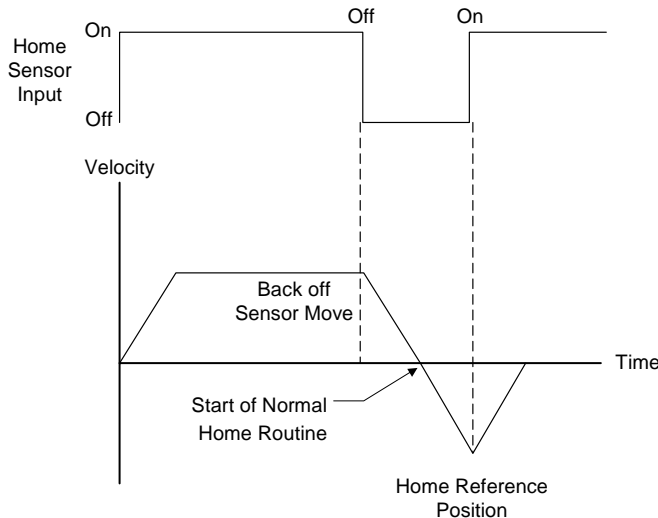 Off
On
On
Home
Sensor
Input
Off
Velocity
Back off
Sensor Move
Time
Start of Normal
Home Routine
Home Reference
Position